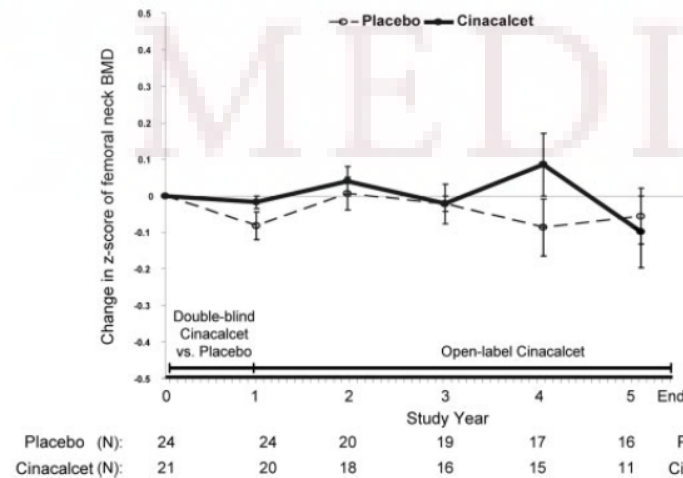 MEDI
Placebo Cinacalcet
Change in z-score of femoral neck BMD
0.5
0.4
0.3
0.2
0.1
0
-0.1
-0.2
-0.3
-0.4
-0.5
Double-blind
Cinacalcet
vs. Placebo
Open-label Cinacalcet
0 1 2 3 4 5 End
Study Year
Placebo (N): 24 24 20 19 17 16 P
Cinacalcet (N): 21 20 18 16 15 11 Ci